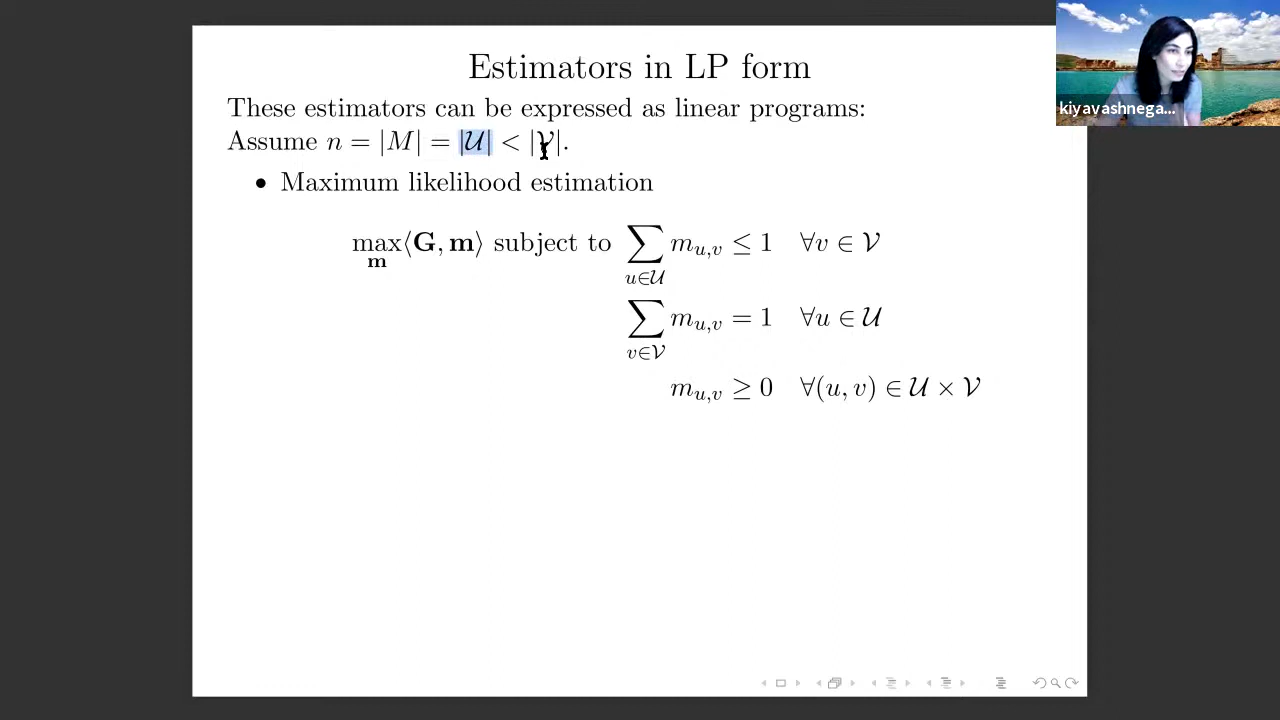 Estimators in LP form
kiyavashnega...
These estimators can be expressed as linear programs:
Assume n = |M| = |𝒰| < |𝒱|.
• Maximum likelihood estimation
max_m ⟨G, m⟩ subject to ∑_{u∈𝒰} m_{u,v} ≤ 1 ∀v ∈ 𝒱
∑_{v∈𝒱} m_{u,v} = 1 ∀u ∈ 𝒰
m_{u,v} ≥ 0 ∀(u, v) ∈ 𝒰 × 𝒱